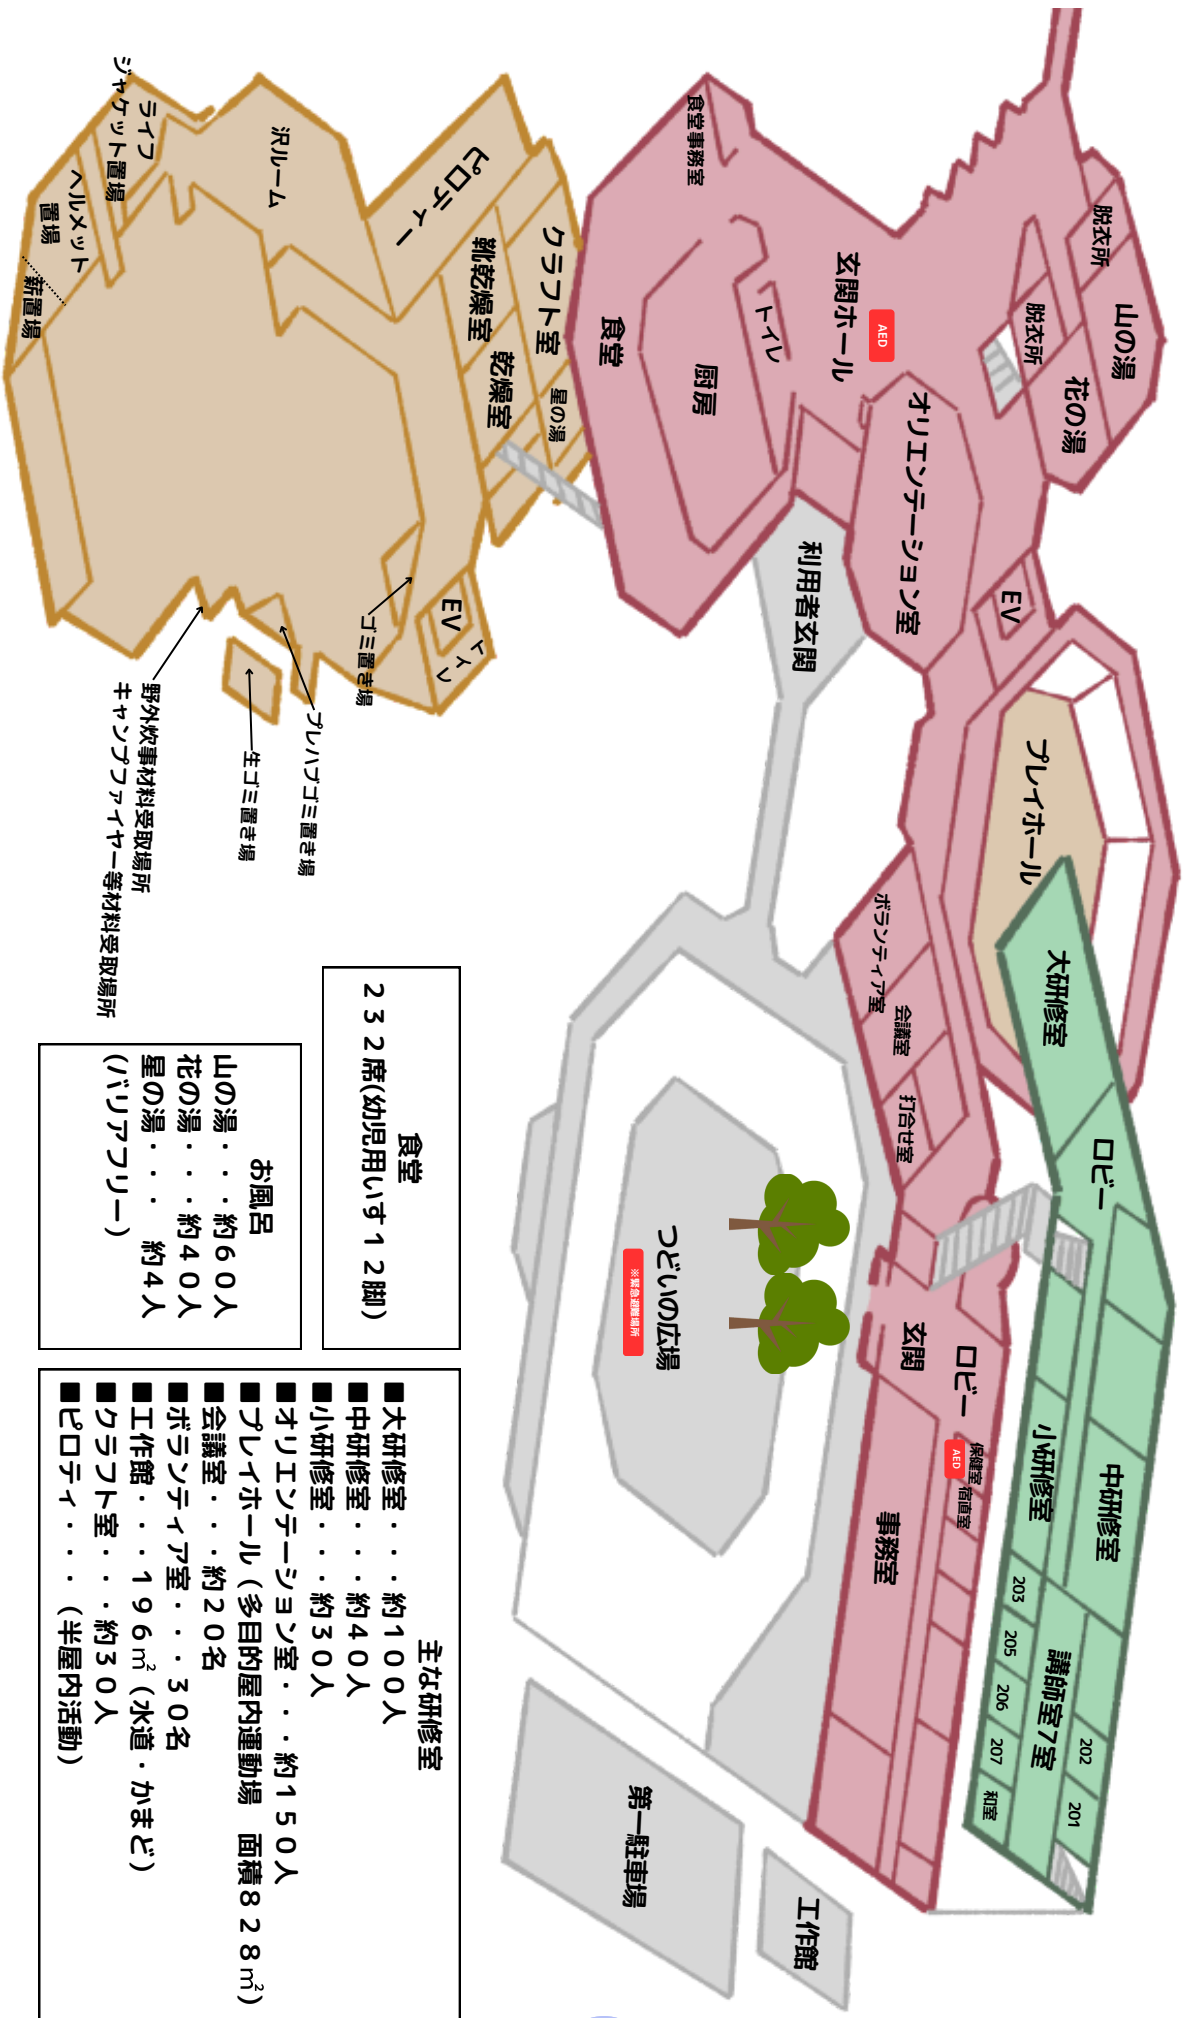 山の湯
脱衣所
花の湯
脱衣所
玄関ホール
AED
オリエンテーション室
EV
トイレ
厨房
食堂事務室
食堂
利用者玄関
プレイホール
大研修室
ロビー
中研修室
小研修室
講師室7室
203
205
206
207
和室
202
201
ボランティア室
会議室
打合せ室
玄関
ロビー
保健室
AED
宿直室
事務室
つどいの広場
※緊急避難場所
第一駐車場
工作館
クラフト室
星の湯
靴乾燥室
乾燥室
ピロティー
沢ルーム
ライフ
ジャケット置場
ヘルメット
置場
薪置場
EV
トイレ
ゴミ置き場
プレハブゴミ置き場
生ゴミ置き場
野外炊事材料受取場所
キャンプファイヤー等材料受取場所
食堂
232席(幼児用いす12脚)
お風呂
山の湯・・・約60人
花の湯・・・約40人
星の湯・・・ 約4人
(バリアフリー)
主な研修室
■大研修室・・・約100人
■中研修室・・・約40人
■小研修室・・・約30人
■オリエンテーション室・・・約150人
■プレイホール(多目的屋内運動場 面積828㎡)
■会議室・・・約20名
■ボランティア室・・・30名
■工作館・・・196㎡(水道・かまど)
■クラフト室・・・約30人
■ピロティ・・・(半屋内活動)